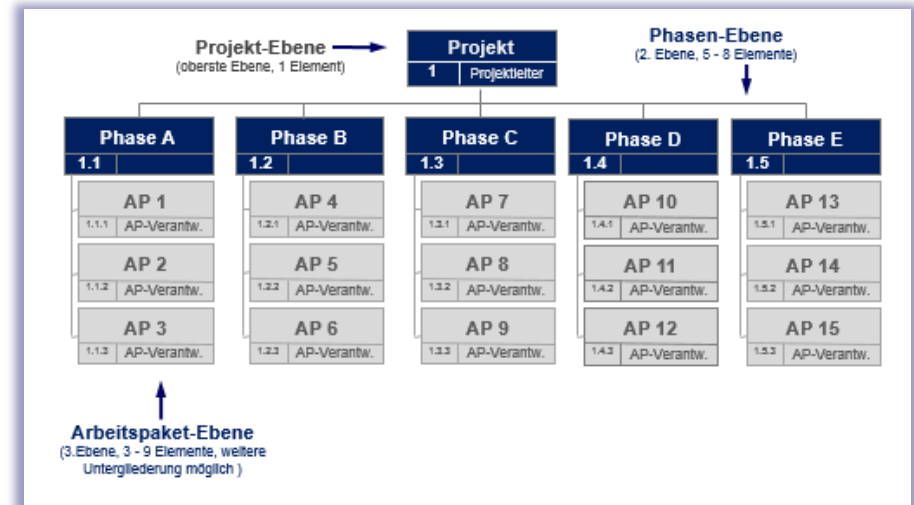 Projekt-Ebene
(oberste Ebene, 1 Element)
Projekt
1 Projektleiter
Phasen-Ebene
(2. Ebene, 5 - 8 Elemente)
Phase A
1.1
Phase B
1.2
Phase C
1.3
Phase D
1.4
Phase E
1.5
AP 1
1.1.1 AP-Verantw.
AP 2
1.1.2 AP-Verantw.
AP 3
1.1.3 AP-Verantw.
AP 4
1.2.1 AP-Verantw.
AP 5
1.2.2 AP-Verantw.
AP 6
1.2.3 AP-Verantw.
AP 7
1.3.1 AP-Verantw.
AP 8
1.3.2 AP-Verantw.
AP 9
1.3.3 AP-Verantw.
AP 10
1.4.1 AP-Verantw.
AP 11
1.4.2 AP-Verantw.
AP 12
1.4.3 AP-Verantw.
AP 13
1.5.1 AP-Verantw.
AP 14
1.5.2 AP-Verantw.
AP 15
1.5.3 AP-Verantw.
Arbeitspaket-Ebene
(3.Ebene, 3 - 9 Elemente, weitere
Untergliederung möglich )